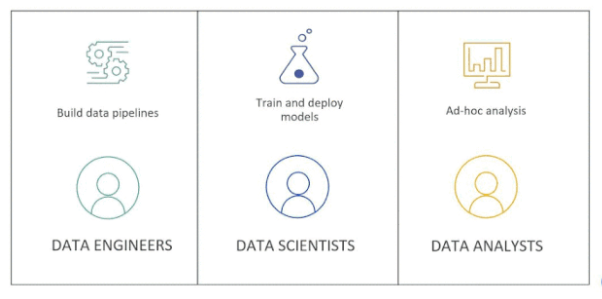 Build data pipelines
Train and deploy
models
Ad-hoc analysis
DATA ENGINEERS
DATA SCIENTISTS
DATA ANALYSTS